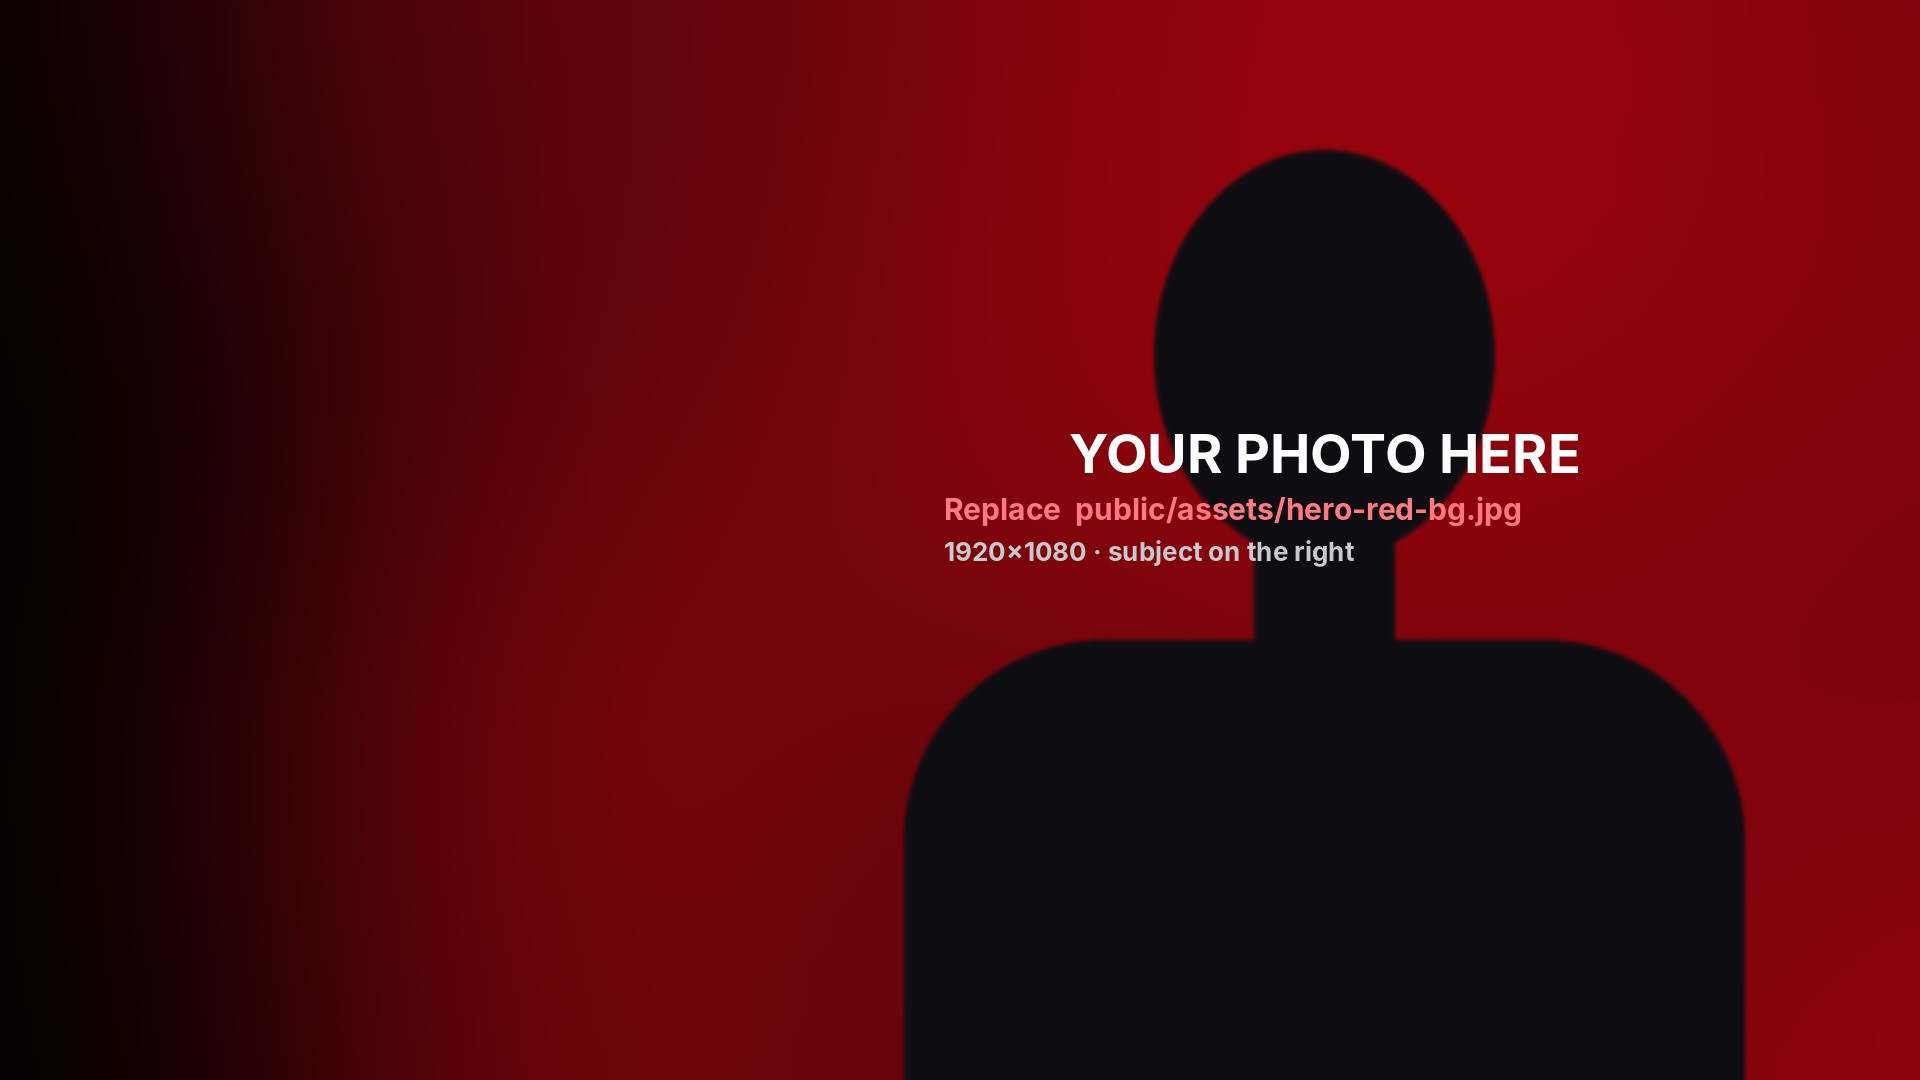 YOUR PHOTO HERE
Replace  public/assets/hero-red-bg.jpg
1920×1080 · subject on the right